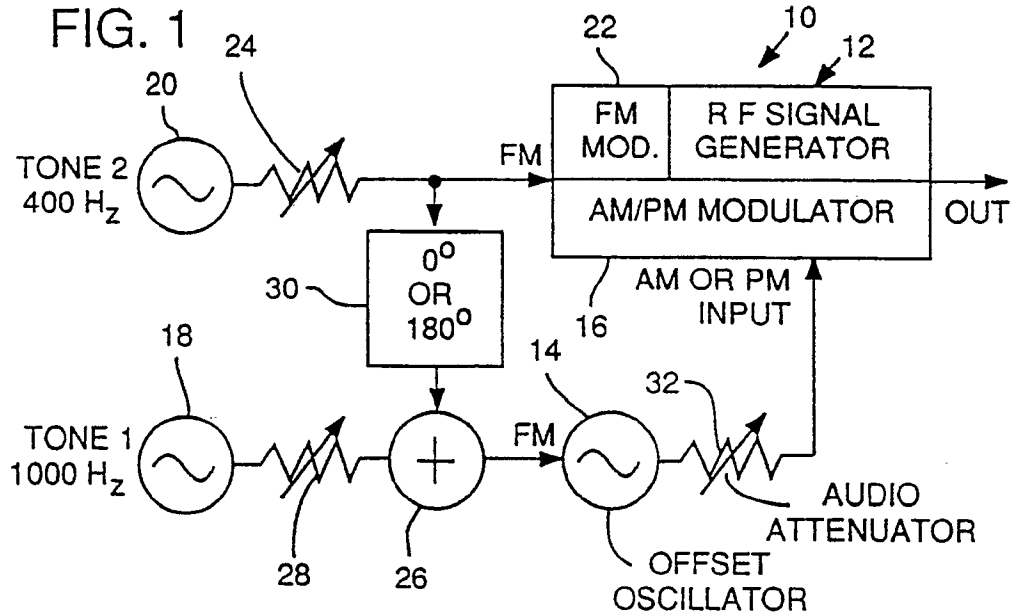 FIG. 1
24
22
10
12
20
FM
MOD.
R F SIGNAL
GENERATOR
TONE 2
400 Hz
FM
AM/PM MODULATOR
OUT
0º
OR
180º
30
AM OR PM
INPUT
16
18
14
32
TONE 1
1000 Hz
FM
28
26
AUDIO
ATTENUATOR
OFFSET
OSCILLATOR